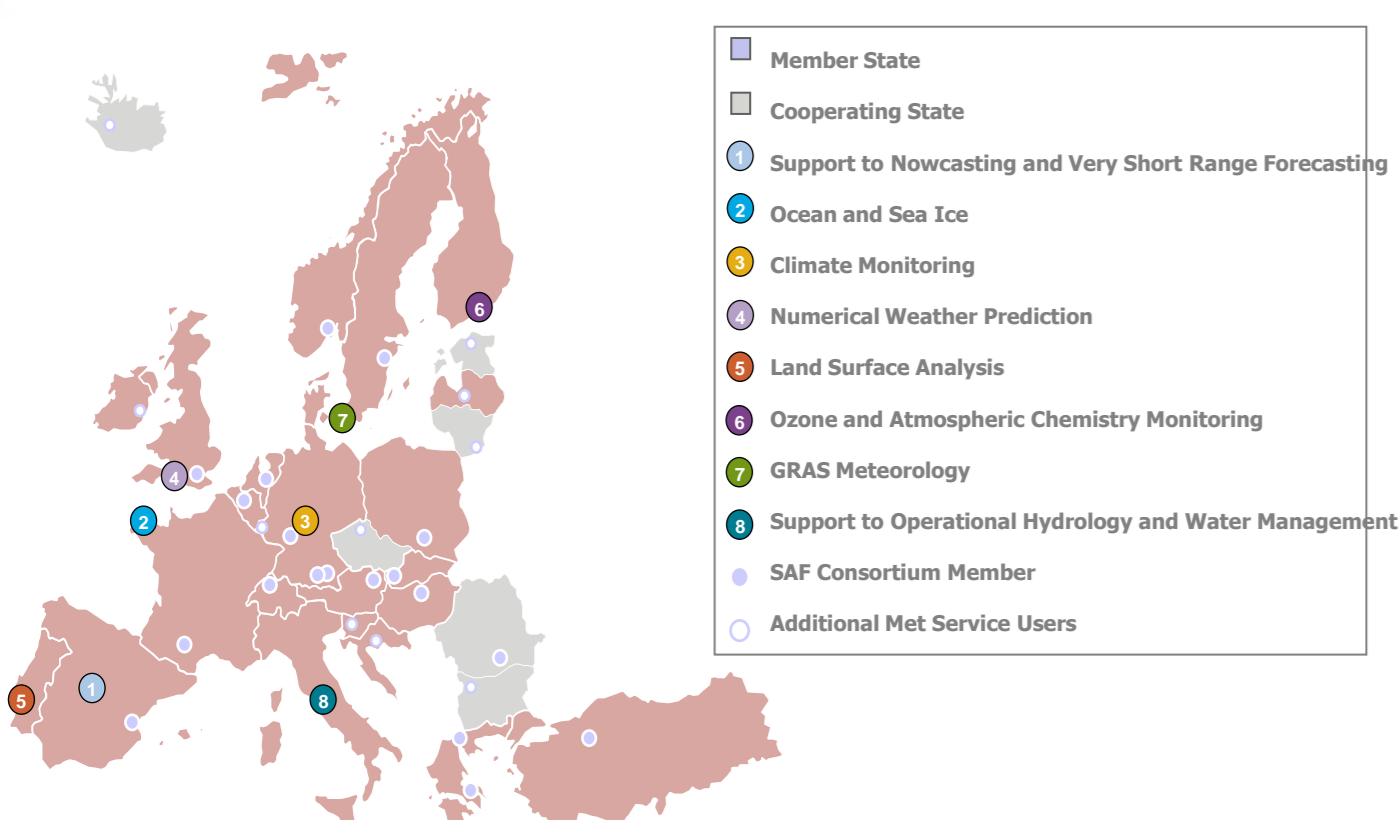 Member State
Cooperating State
1 Support to Nowcasting and Very Short Range Forecasting
2 Ocean and Sea Ice
3 Climate Monitoring
4 Numerical Weather Prediction
5 Land Surface Analysis
6 Ozone and Atmospheric Chemistry Monitoring
7 GRAS Meteorology
8 Support to Operational Hydrology and Water Management
SAF Consortium Member
Additional Met Service Users
6
7
4
2
3
1
5
8